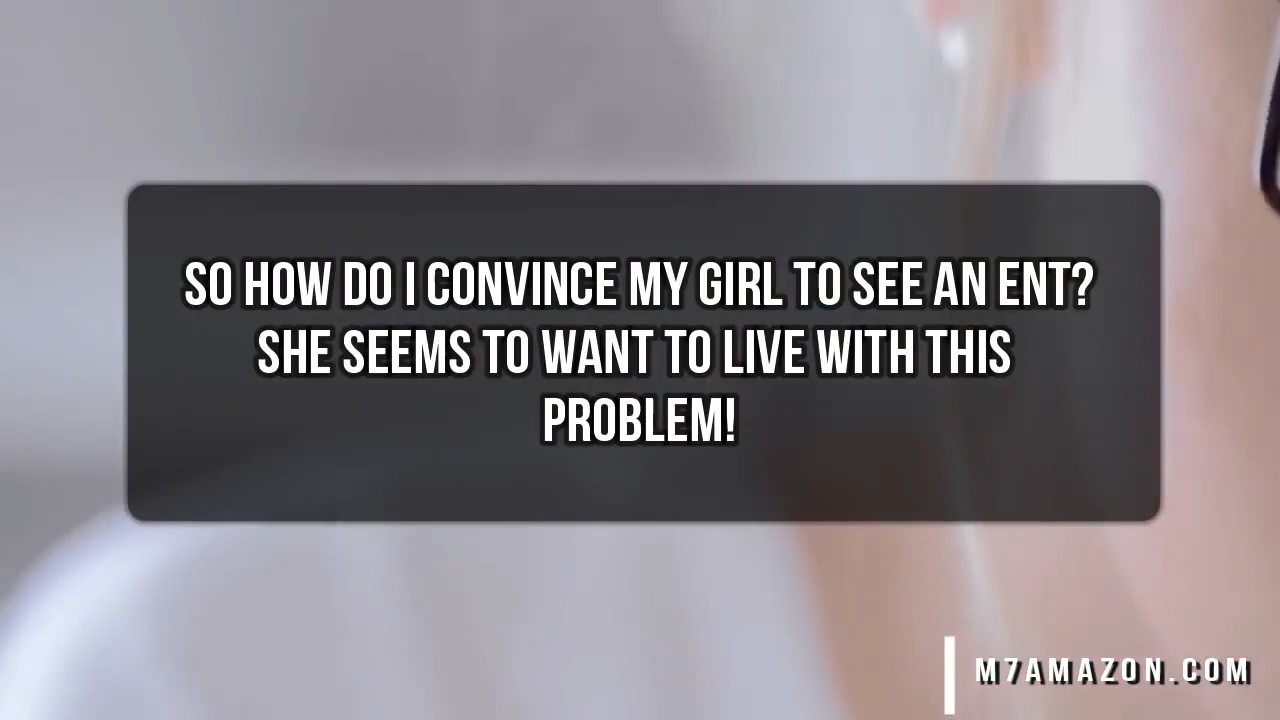 SO HOW DO I CONVINCE MY GIRL TO SEE AN ENT?
SHE SEEMS TO WANT TO LIVE WITH THIS
PROBLEM!
M7AMAZON.COM